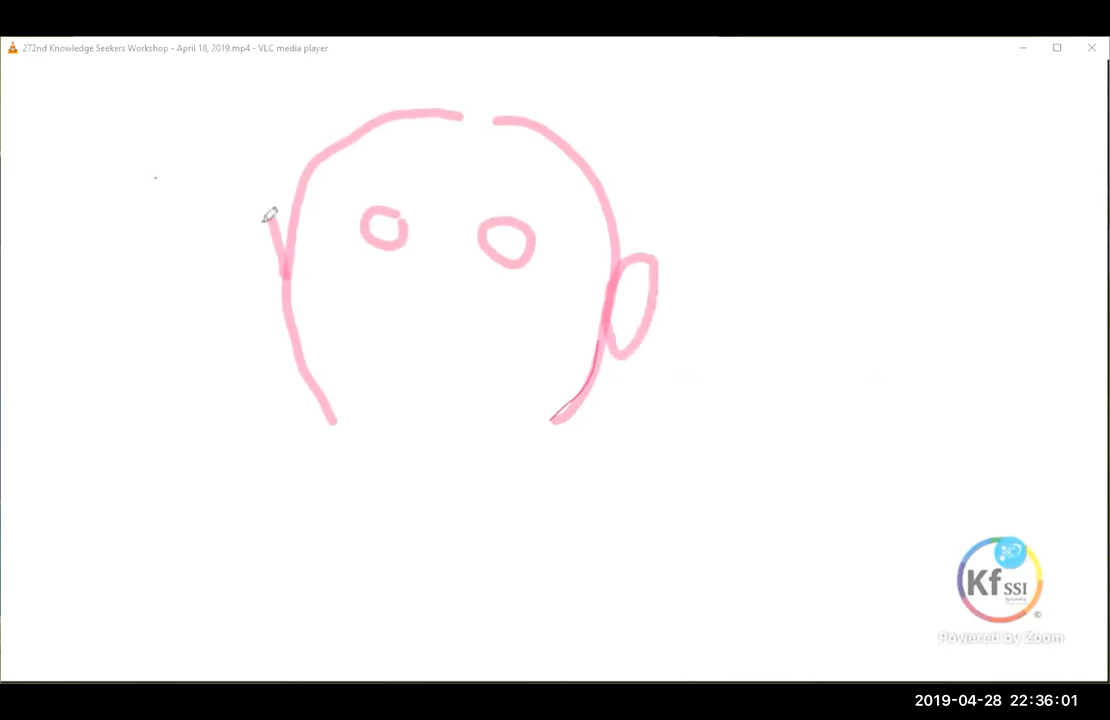 272nd Knowledge Seekers Workshop - April 18, 2019.mp4 - VLC media player
Kf SSI
©
Powered by Zoom
2019-04-28 22:36:01